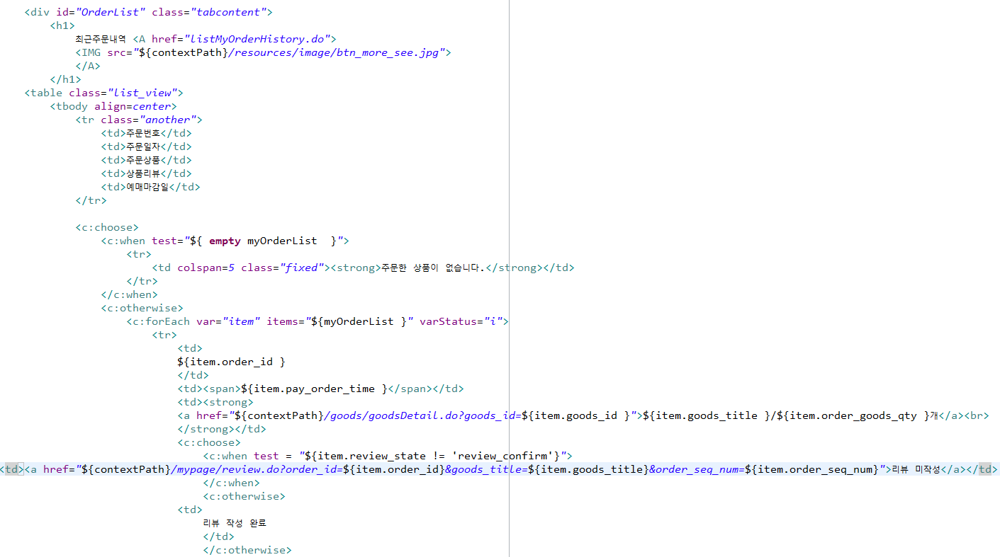 <div id="OrderList" class="tabcontent">
<h1>
최근주문내역 <A href="listMyOrderHistory.do">
<IMG src="${contextPath}/resources/image/btn_more_see.jpg">
</A>
</h1>
<table class="list_view">
<tbody align=center>
<tr class="another">
<td>주문번호</td>
<td>주문일자</td>
<td>주문상품</td>
<td>상품리뷰</td>
<td>예매마감일</td>
</tr>
<c:choose>
<c:when test="${ empty myOrderList  }">
<tr>
<td colspan=5 class="fixed"><strong>주문한 상품이 없습니다.</strong></td>
</tr>
</c:when>
<c:otherwise>
<c:forEach var="item" items="${myOrderList }" varStatus="i">
<tr>
<td>
${item.order_id }
</td>
<td><span>${item.pay_order_time }</span></td>
<td><strong>
<a href="${contextPath}/goods/goodsDetail.do?goods_id=${item.goods_id }">${item.goods_title }/${item.order_goods_qty }개</a><br>
</strong></td>
<c:choose>
<c:when test = "${item.review_state != 'review_confirm'}">
<td><a href="${contextPath}/mypage/review.do?order_id=${item.order_id}&goods_title=${item.goods_title}&order_seq_num=${item.order_seq_num}">리뷰 미작성</a></td>
</c:when>
<c:otherwise>
<td>
리뷰 작성 완료
</td>
</c:otherwise>